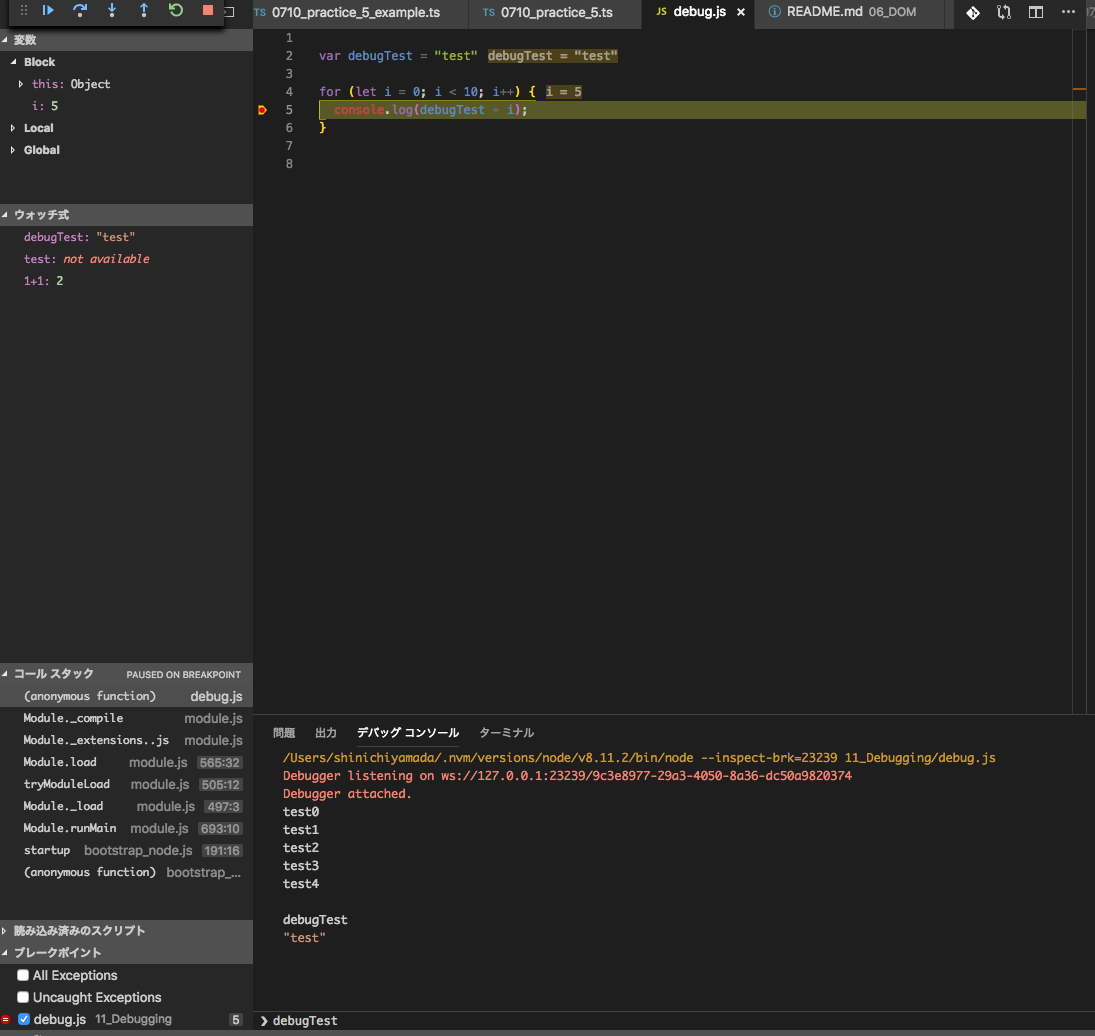 TS 0710_practice_5_example.ts TS 0710_practice_5.ts JS debug.js × README.md 06_DOM
変数
Block
this: Object
i: 5
Local
Global
ウォッチ式
debugTest: "test"
test: not available
1+1: 2
コール スタック PAUSED ON BREAKPOINT
(anonymous function) debug.js
Module._compile module.js
Module._extensions..js module.js
Module.load module.js 565:32
tryModuleLoad module.js 505:12
Module._load module.js 497:3
Module.runMain module.js 693:10
startup bootstrap_node.js 191:16
(anonymous function) bootstrap_...
読み込み済みのスクリプト
ブレークポイント
All Exceptions
Uncaught Exceptions
debug.js 11_Debugging 5
1
2 var debugTest = "test" debugTest = "test"
3
4 for (let i = 0; i < 10; i++) { i = 5
5 console.log(debugTest + i);
6 }
7
8
問題 出力 デバッグ コンソール ターミナル
/Users/shinichiyamada/.nvm/versions/node/v8.11.2/bin/node --inspect-brk=23239 11_Debugging/debug.js
Debugger listening on ws://127.0.0.1:23239/9c3e8977-29a3-4050-8a36-dc50a9820374
Debugger attached.
test0
test1
test2
test3
test4
debugTest
"test"
❯ debugTest